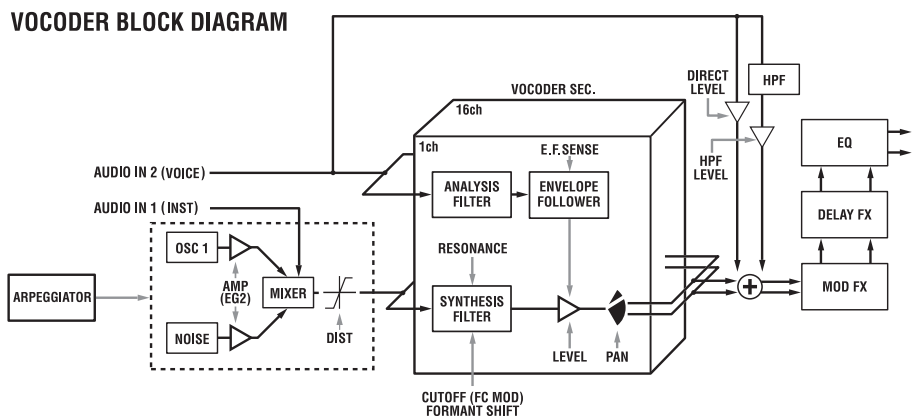 VOCODER BLOCK DIAGRAM
VOCODER SEC.
16ch
1ch
DIRECT
LEVEL
HPF
HPF
LEVEL
EQ
E.F.SENSE
AUDIO IN 2 (VOICE)
ANALYSIS
FILTER
ENVELOPE
FOLLOWER
DELAY FX
AUDIO IN 1 (INST)
OSC 1
AMP
(EG2)
MIXER
NOISE
DIST
ARPEGGIATOR
RESONANCE
SYNTHESIS
FILTER
LEVEL
PAN
+
MOD FX
CUTOFF (FC MOD)
FORMANT SHIFT